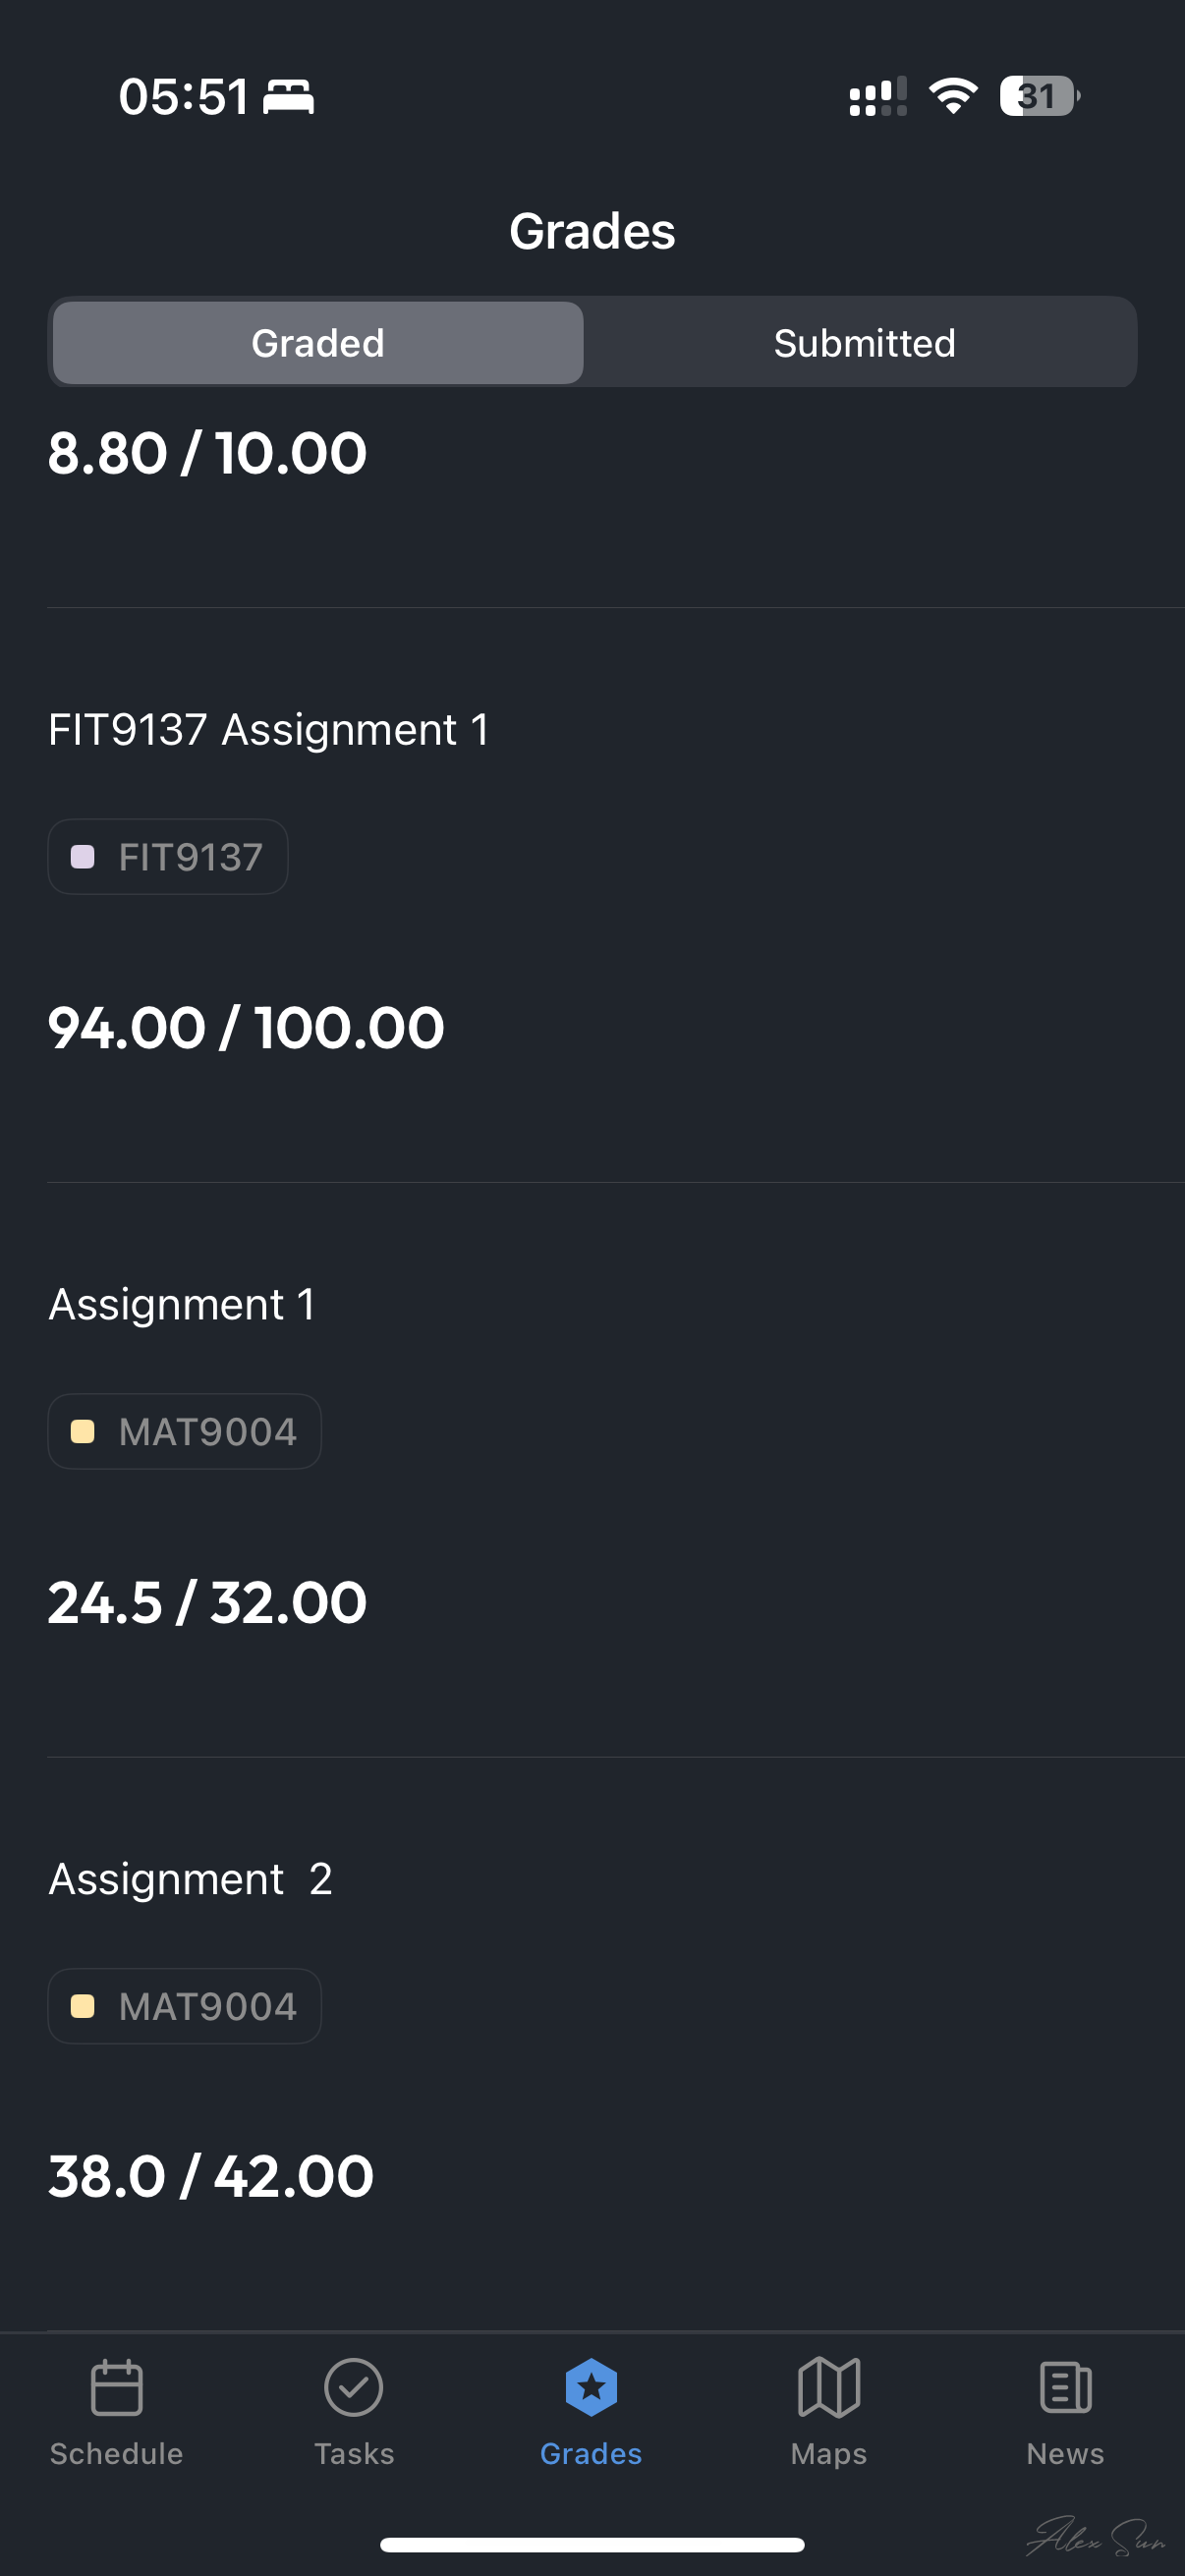 05:51
31
Grades
Graded
Submitted
8.80 / 10.00
FIT9137 Assignment 1
FIT9137
94.00 / 100.00
Assignment 1
MAT9004
24.5 / 32.00
Assignment  2
MAT9004
38.0 / 42.00
Schedule
Tasks
Grades
Maps
News
Alex Sun